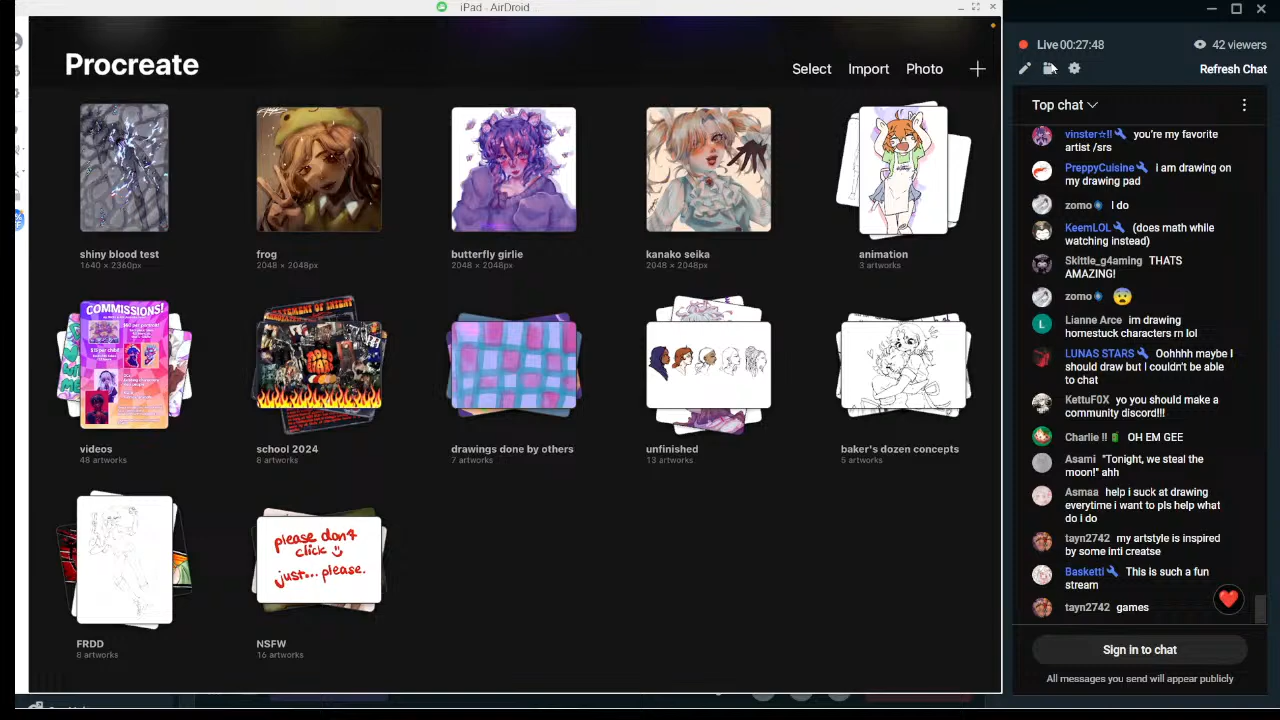 iPad - AirDroid
Procreate
Select Import Photo
shiny blood test
1640 × 2360px
frog
2048 × 2048px
butterfly girlie
2048 × 2048px
kanako seika
2048 × 2048px
animation
3 artworks
COMMISSIONS!
videos
48 artworks
school 2024
8 artworks
drawings done by others
7 artworks
unfinished
13 artworks
baker's dozen concepts
5 artworks
FRDD
8 artworks
please don't
click
just... please.
NSFW
16 artworks
Live 00:27:48
42 viewers
Refresh Chat
Top chat
vinster☆!! you're my favorite
artist /srs
PreppyCuisine i am drawing on
my drawing pad
zomo I do
KeemLOL (does math while
watching instead)
Skittle_g4aming THATS
AMAZING!
zomo 😨
Lianne Arce im drawing
homestuck characters rn lol
LUNAS STARS Oohhhh maybe I
should draw but I couldn't be able
to chat
KettuF0X yo you should make a
community discord!!!!
Charlie !! OH EM GEE
Asami "Tonight, we steal the
moon!" ahh
Asmaa help i suck at drawing
everytime i want to pls help what
do i do
tayn2742 my artstyle is inspired
by some inti creatse
Basketti This is such a fun
stream
tayn2742 games
Sign in to chat
All messages you send will appear publicly